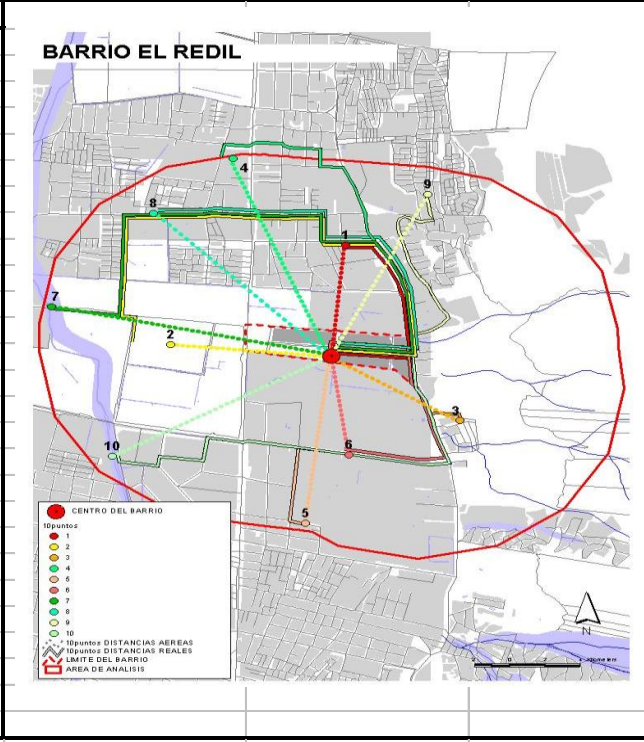 BARRIO EL REDIL
4
9
8
1
7
2
3
10
6
5
CENTRO DEL BARRIO
10puntos
1
2
3
4
5
6
7
8
9
10
10puntos DISTANCIAS AEREAS
10puntos DISTANCIAS REALES
LIMITE DEL BARRIO
AREA DE ANALISIS
N